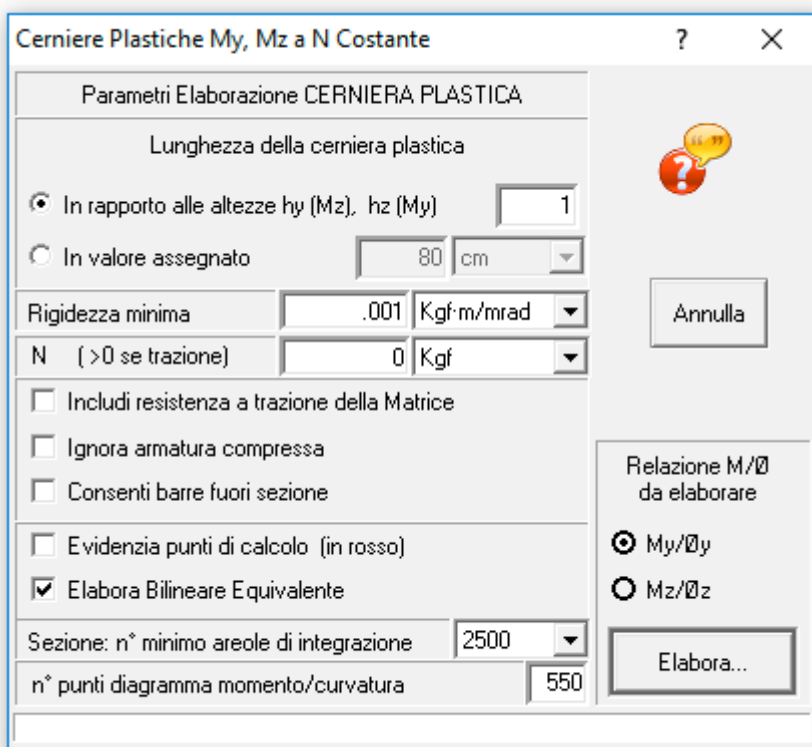 Cerniere Plastiche My, Mz a N Costante
Parametri Elaborazione CERNIERA PLASTICA
Lunghezza della cerniera plastica
In rapporto alle altezze hy (Mz), hz (My) 1
In valore assegnato 80 cm
Rigidezza minima .001 Kgf·m/mrad
N ( >0 se trazione) 0 Kgf
Includi resistenza a trazione della Matrice
Ignora armatura compressa
Consenti barre fuori sezione
Evidenzia punti di calcolo (in rosso)
Elabora Bilineare Equivalente
Sezione: n° minimo areole di integrazione 2500
n° punti diagramma momento/curvatura 550
Annulla
Relazione M/Ø
da elaborare
My/Øy
Mz/Øz
Elabora...